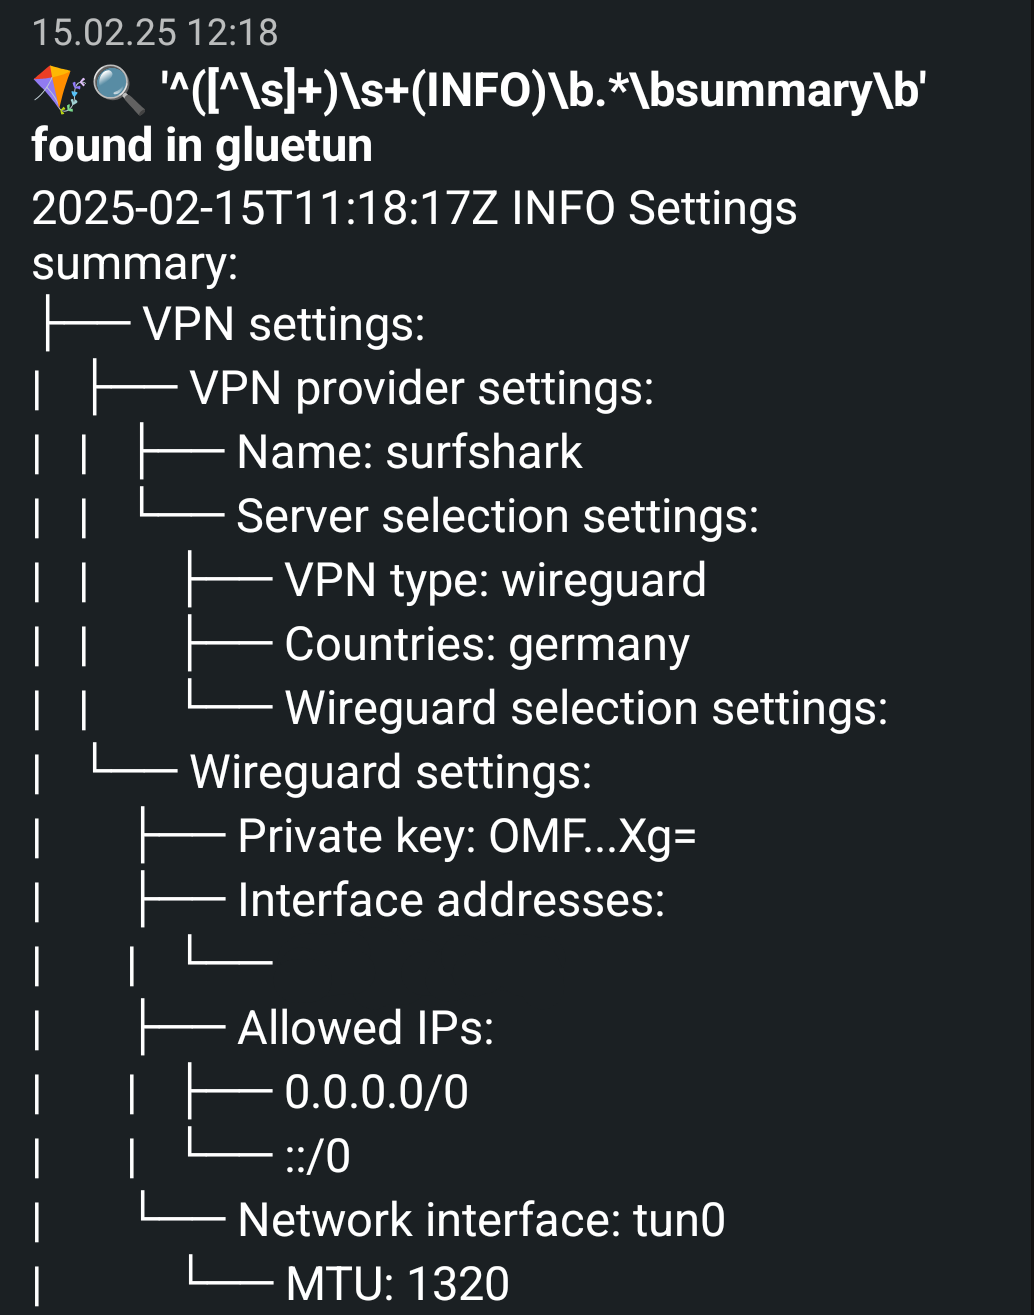 15.02.25 12:18
🪁🔍 '^([^\s]+)\s+(INFO)\b.*\bsummary\b'
found in gluetun
2025-02-15T11:18:17Z INFO Settings
summary:
├── VPN settings:
|   ├── VPN provider settings:
|   |   ├── Name: surfshark
|   |   └── Server selection settings:
|   |       ├── VPN type: wireguard
|   |       ├── Countries: germany
|   |       └── Wireguard selection settings:
|   └── Wireguard settings:
|       ├── Private key: OMF...Xg=
|       ├── Interface addresses:
|       |   └──
|       ├── Allowed IPs:
|       |   ├── 0.0.0.0/0
|       |   └── ::/0
|       └── Network interface: tun0
|           └── MTU: 1320